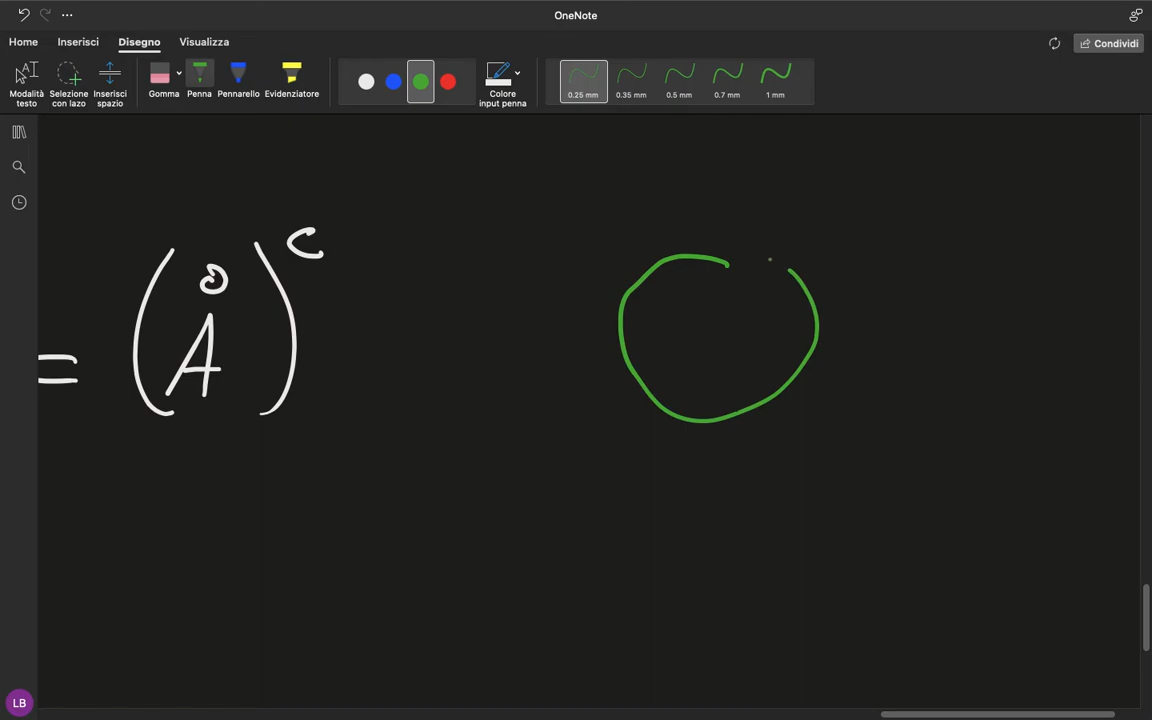 OneNote
Home Inserisci Disegno Visualizza
Condividi
Modalità testo
Selezione con lazo
Inserisci spazio
Gomma
Penna
Pennarello
Evidenziatore
Colore input penna
0.25 mm
0.35 mm
0.5 mm
0.7 mm
1 mm
= (Å)ᶜ
LB